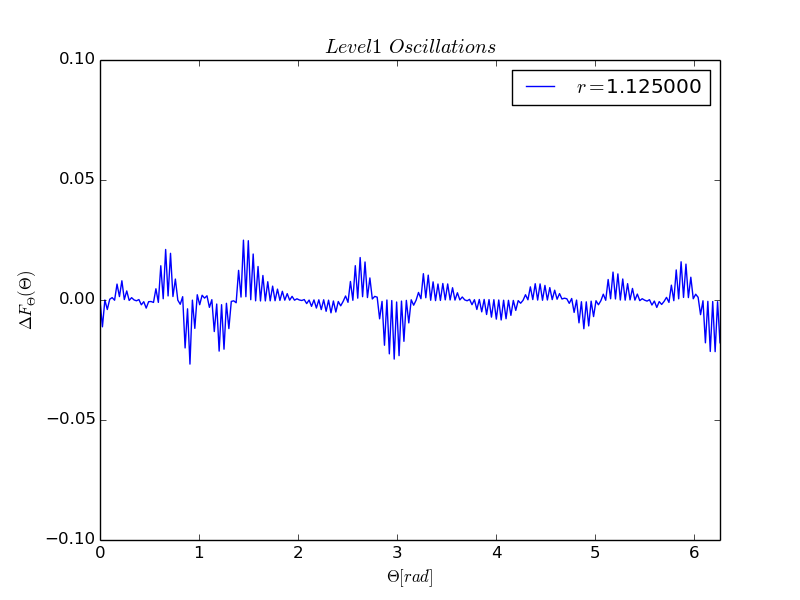 Level1 Oscillations
r=1.125000
0.10
0.05
0.00
−0.05
−0.10
ΔF_Θ(Θ)
0 1 2 3 4 5 6
Θ[rad]